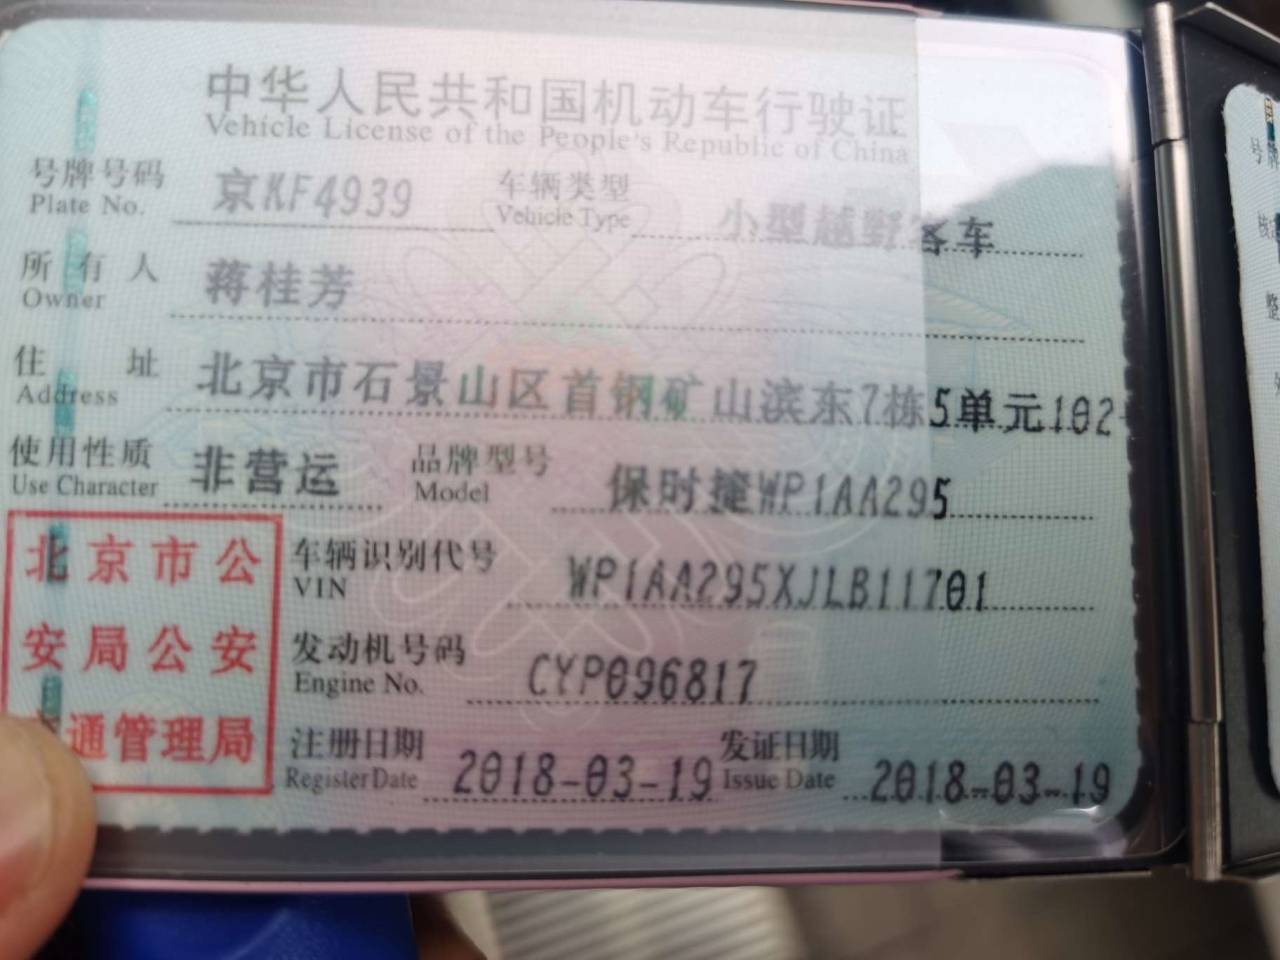 中华人民共和国机动车行驶证
Vehicle License of the People's Republic of China
号牌号码 京KF4939 车辆类型 小型越野客车
Plate No. Vehicle Type
所有人 蒋桂芳
Owner
住址 北京市石景山区首钢矿山滨东7栋5单元102
Address
使用性质 非营运 品牌型号 保时捷WP1AA295
Use Character Model
北京市公
安局公安
通管理局
车辆识别代号 WP1AA295XJLB11701
VIN
发动机号码 CYP096817
Engine No.
注册日期 2018-03-19 发证日期 2018-03-19
Register Date Issue Date
号牌
核
整